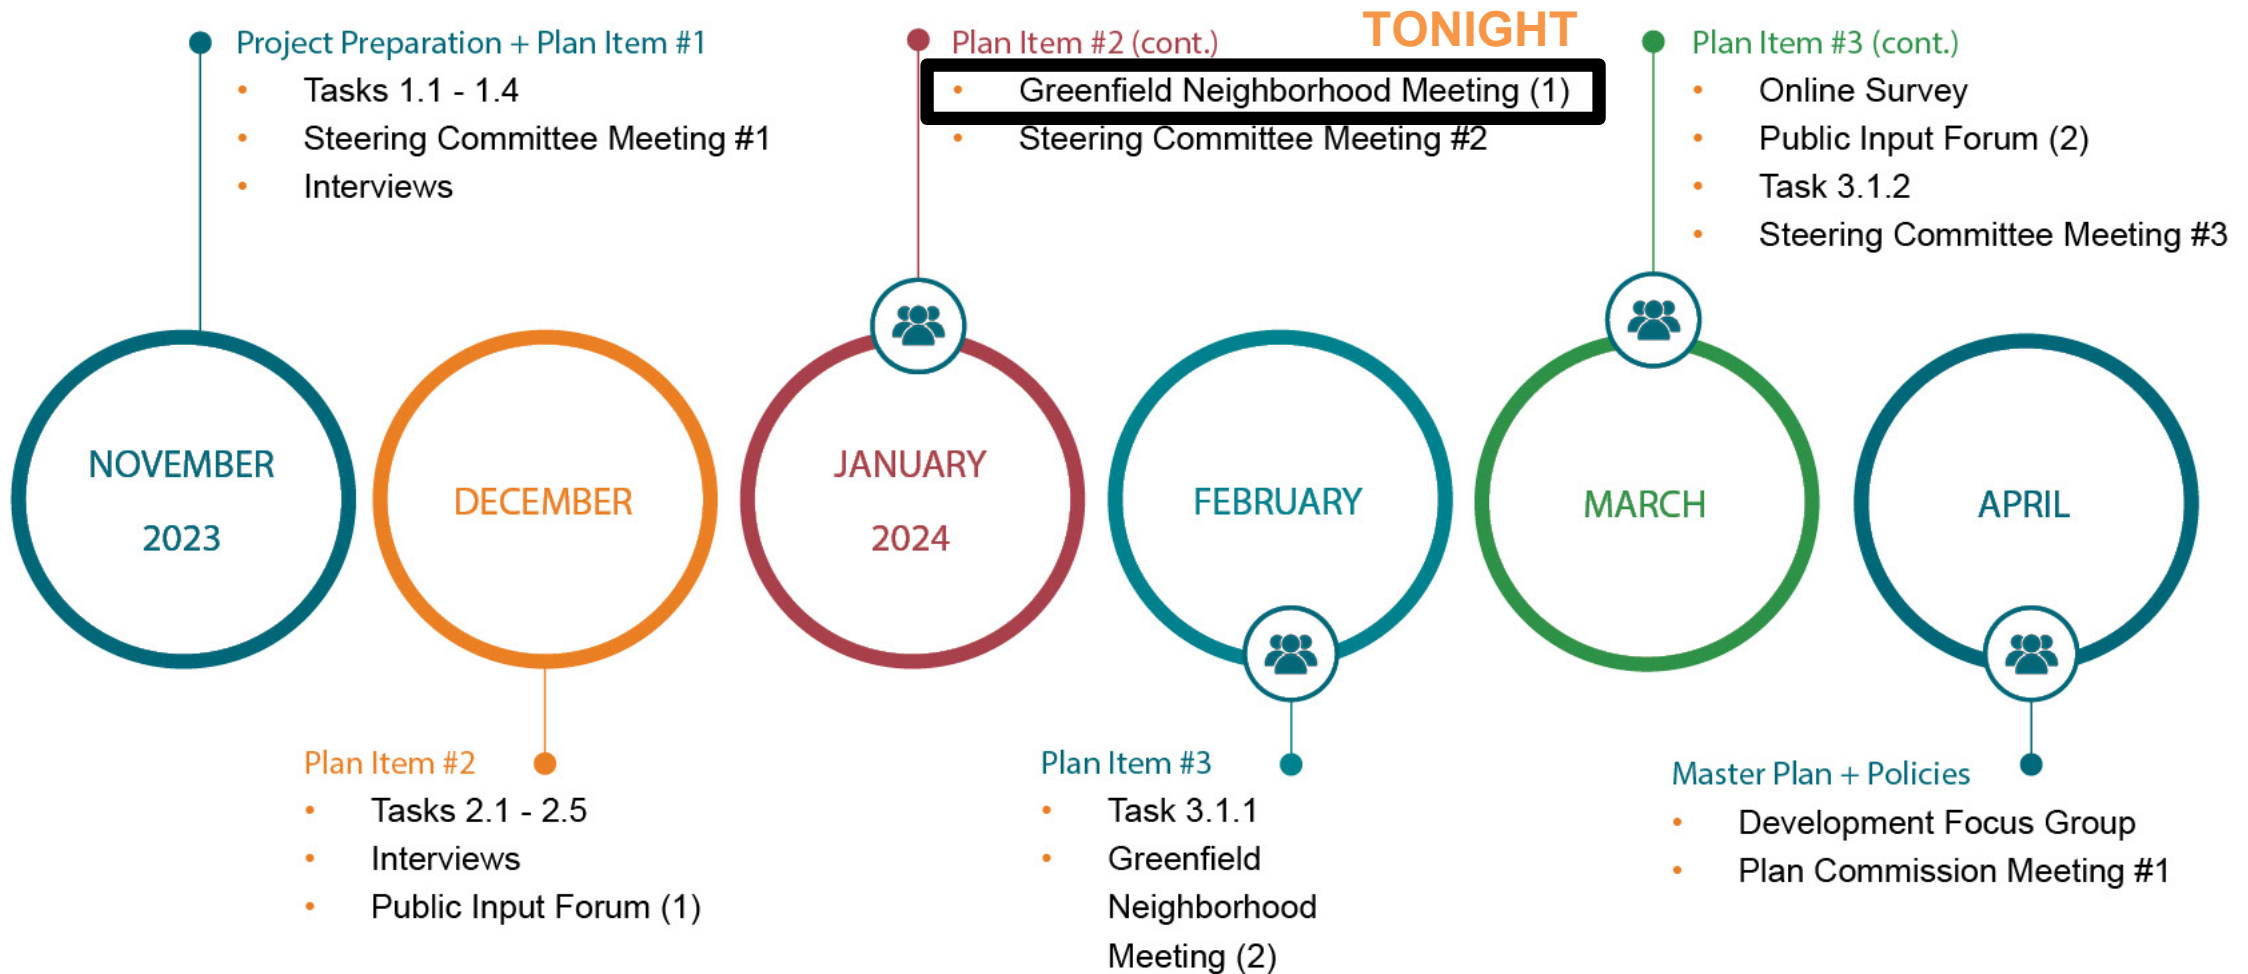 Project Preparation + Plan Item #1
• Tasks 1.1 - 1.4
• Steering Committee Meeting #1
• Interviews
TONIGHT
Plan Item #2 (cont.)
• Greenfield Neighborhood Meeting (1)
• Steering Committee Meeting #2
Plan Item #3 (cont.)
• Online Survey
• Public Input Forum (2)
• Task 3.1.2
• Steering Committee Meeting #3
NOVEMBER
2023
DECEMBER
JANUARY
2024
FEBRUARY
MARCH
APRIL
Plan Item #2
• Tasks 2.1 - 2.5
• Interviews
• Public Input Forum (1)
Plan Item #3
• Task 3.1.1
• Greenfield
Neighborhood
Meeting (2)
Master Plan + Policies
• Development Focus Group
• Plan Commission Meeting #1